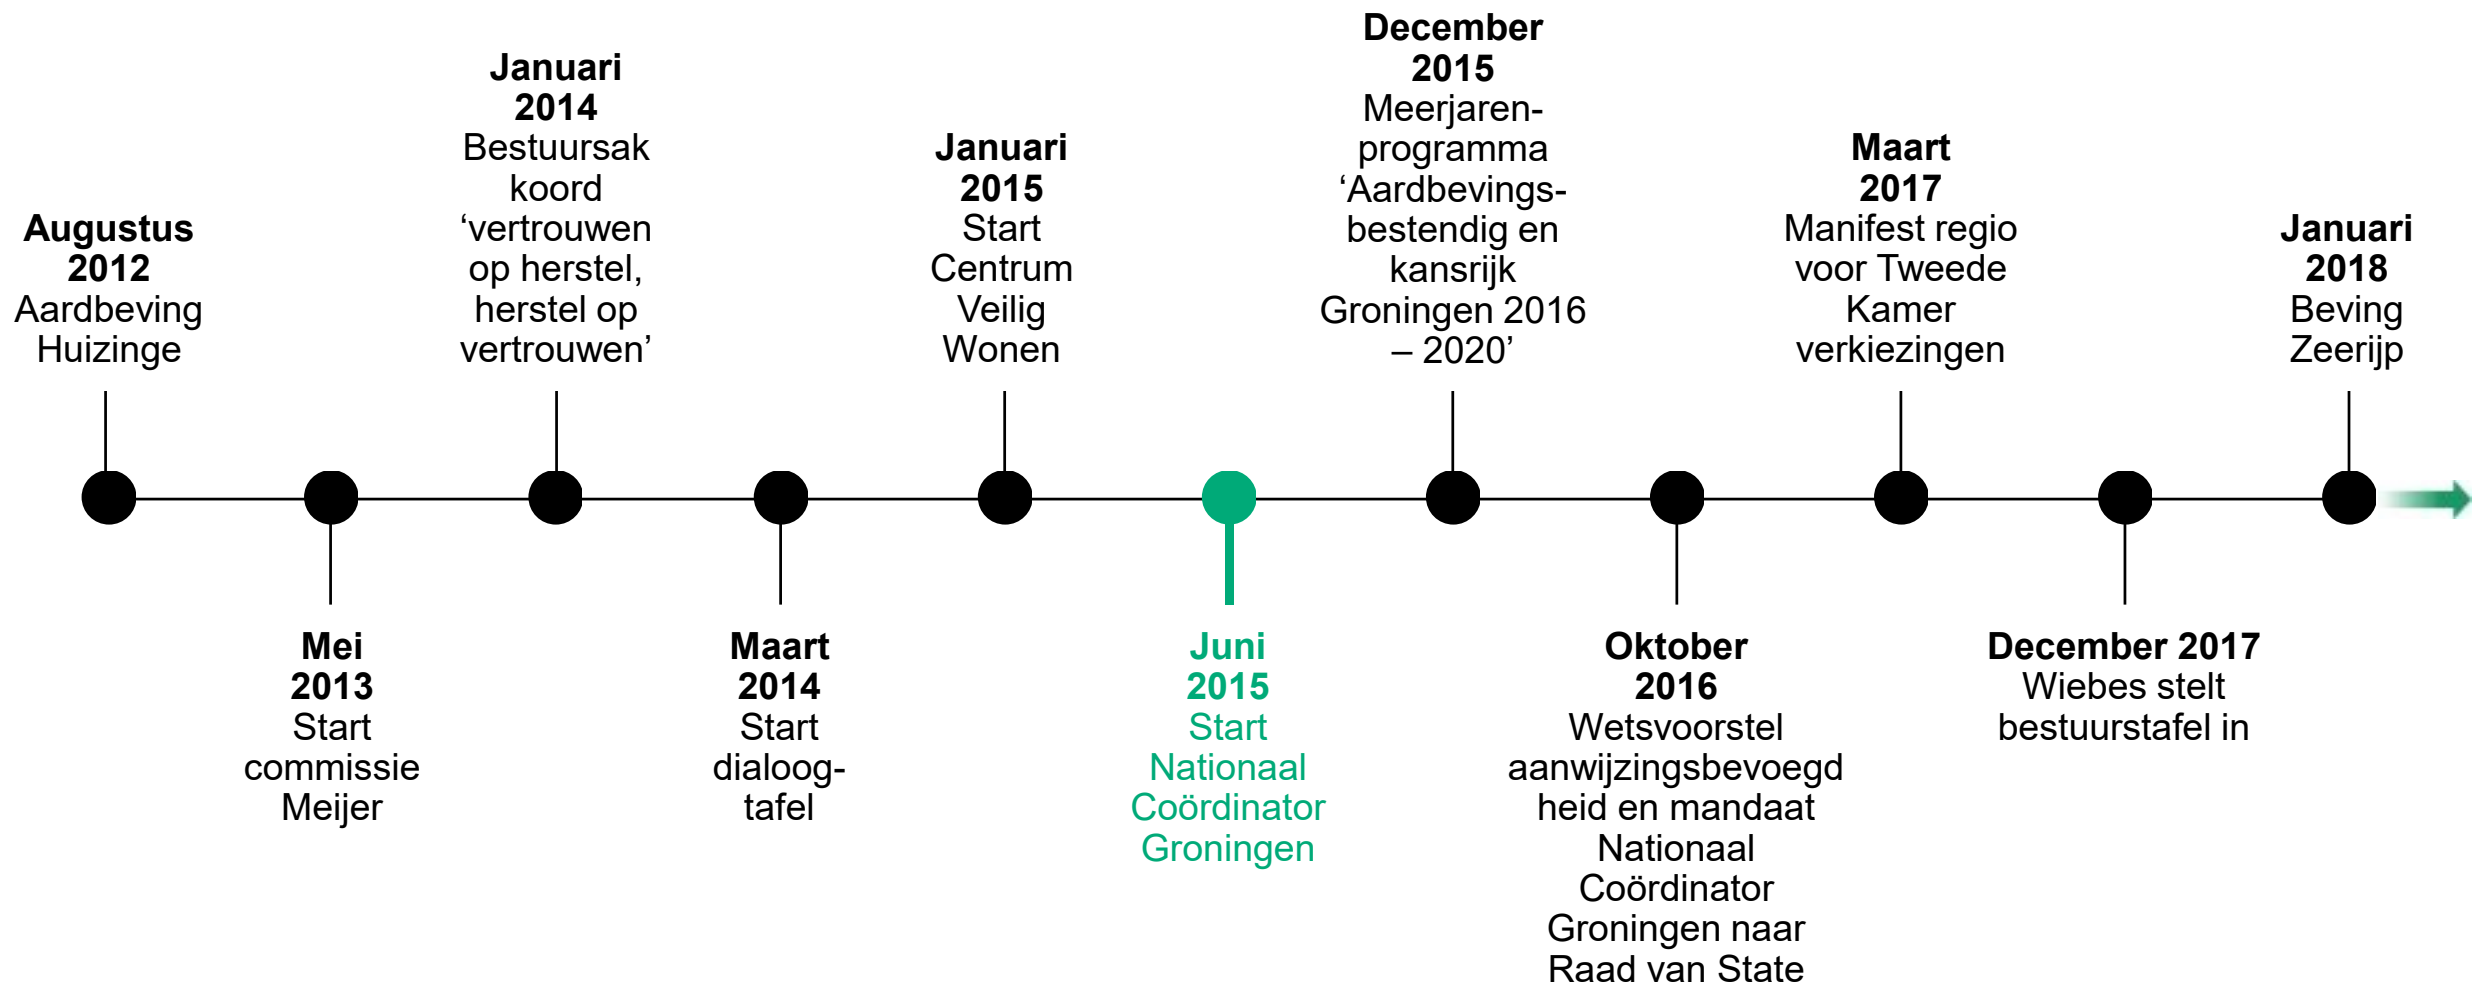 Augustus
2012
Aardbeving
Huizinge
Mei
2013
Start
commissie
Meijer
Januari
2014
Bestuursak
koord
‘vertrouwen
op herstel,
herstel op
vertrouwen’
Maart
2014
Start
dialoog-
tafel
Januari
2015
Start
Centrum
Veilig
Wonen
Juni
2015
Start
Nationaal
Coördinator
Groningen
December
2015
Meerjaren-
programma
‘Aardbevings-
bestendig en
kansrijk
Groningen 2016
– 2020’
Oktober
2016
Wetsvoorstel
aanwijzingsbevoegd
heid en mandaat
Nationaal
Coördinator
Groningen naar
Raad van State
Maart
2017
Manifest regio
voor Tweede
Kamer
verkiezingen
December 2017
Wiebes stelt
bestuurstafel in
Januari
2018
Beving
Zeerijp